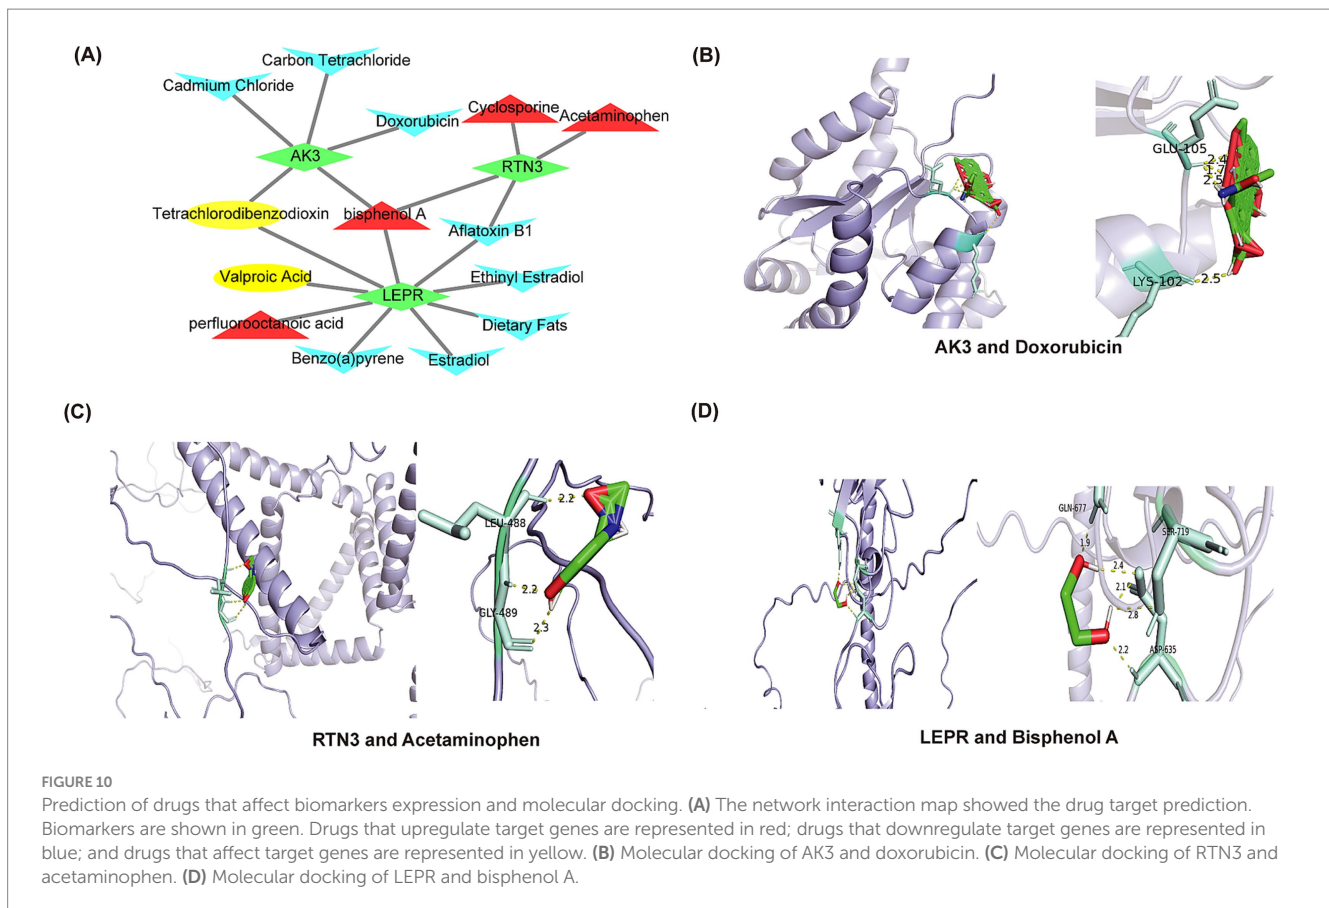 (A)
Carbon Tetrachloride
Cadmium Chloride
Doxorubicin
Cyclosporine
Acetaminophen
AK3
RTN3
Tetrachlorodibenzodioxin
bisphenol A
Aflatoxin B1
Valproic Acid
Ethinyl Estradiol
LEPR
perfluorooctanoic acid
Dietary Fats
Benzo(a)pyrene
Estradiol
(B)
GLU-105
2.4
1.7
2.5
LYS-102
2.5
AK3 and Doxorubicin
(C)
LEU-488
2.2
2.2
GLY-489
2.3
RTN3 and Acetaminophen
(D)
GLN-677
1.9
SER-719
2.4
2.1
2.8
2.2
ASP-635
LEPR and Bisphenol A
FIGURE 10
Prediction of drugs that affect biomarkers expression and molecular docking. (A) The network interaction map showed the drug target prediction.
Biomarkers are shown in green. Drugs that upregulate target genes are represented in red; drugs that downregulate target genes are represented in
blue; and drugs that affect target genes are represented in yellow. (B) Molecular docking of AK3 and doxorubicin. (C) Molecular docking of RTN3 and
acetaminophen. (D) Molecular docking of LEPR and bisphenol A.